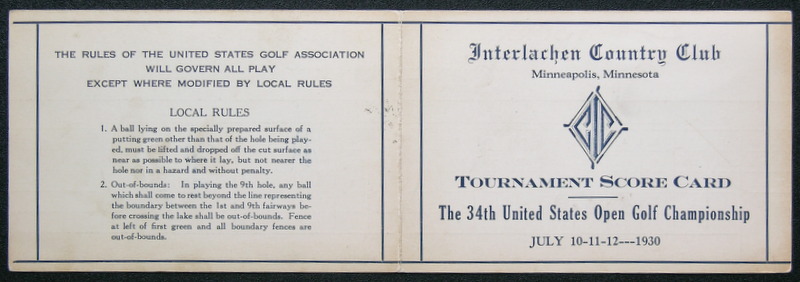 THE RULES OF THE UNITED STATES GOLF ASSOCIATION
WILL GOVERN ALL PLAY
EXCEPT WHERE MODIFIED BY LOCAL RULES
LOCAL RULES
1. A ball lying on the specially prepared surface of a
putting green other than that of the hole being play-
ed, must be lifted and dropped off the cut surface as
near as possible to where it lay, but not nearer the
hole nor in a hazard and without penalty.
2. Out-of-bounds: In playing the 9th hole, any ball
which shall come to rest beyond the line representing
the boundary between the 1st and 9th fairways be-
fore crossing the lake shall be out-of-bounds. Fence
at left of first green and all boundary fences are
out-of-bounds.
Interlachen Country Club
Minneapolis, Minnesota
ICC
TOURNAMENT SCORE CARD
The 34th United States Open Golf Championship
JULY 10-11-12---1930